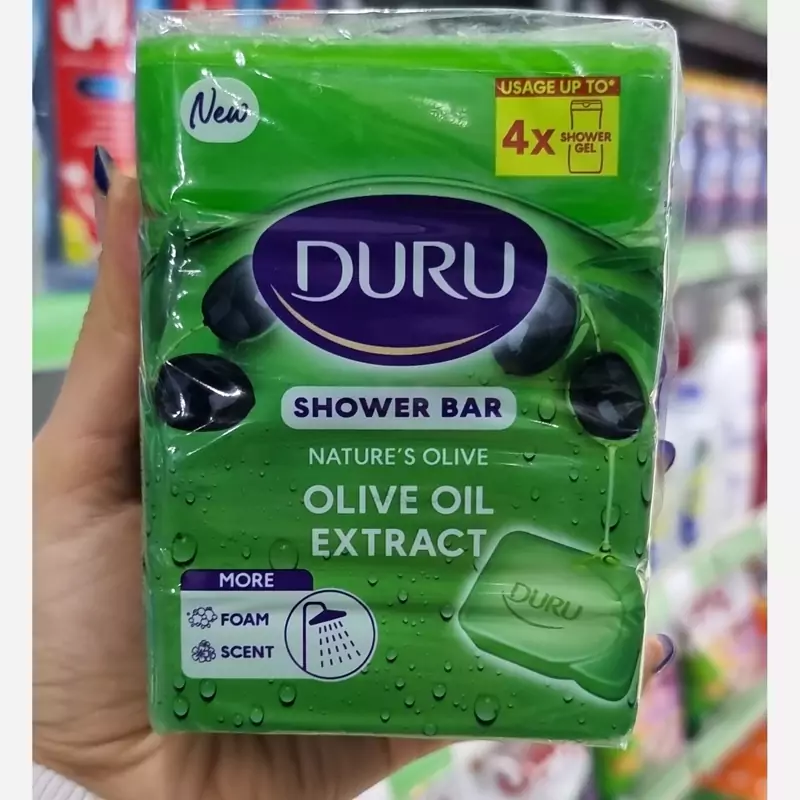 New
USAGE UP TO*
4x SHOWER
GEL
DURU
SHOWER BAR
NATURE'S OLIVE
OLIVE OIL
EXTRACT
MORE
FOAM
SCENT
DURU